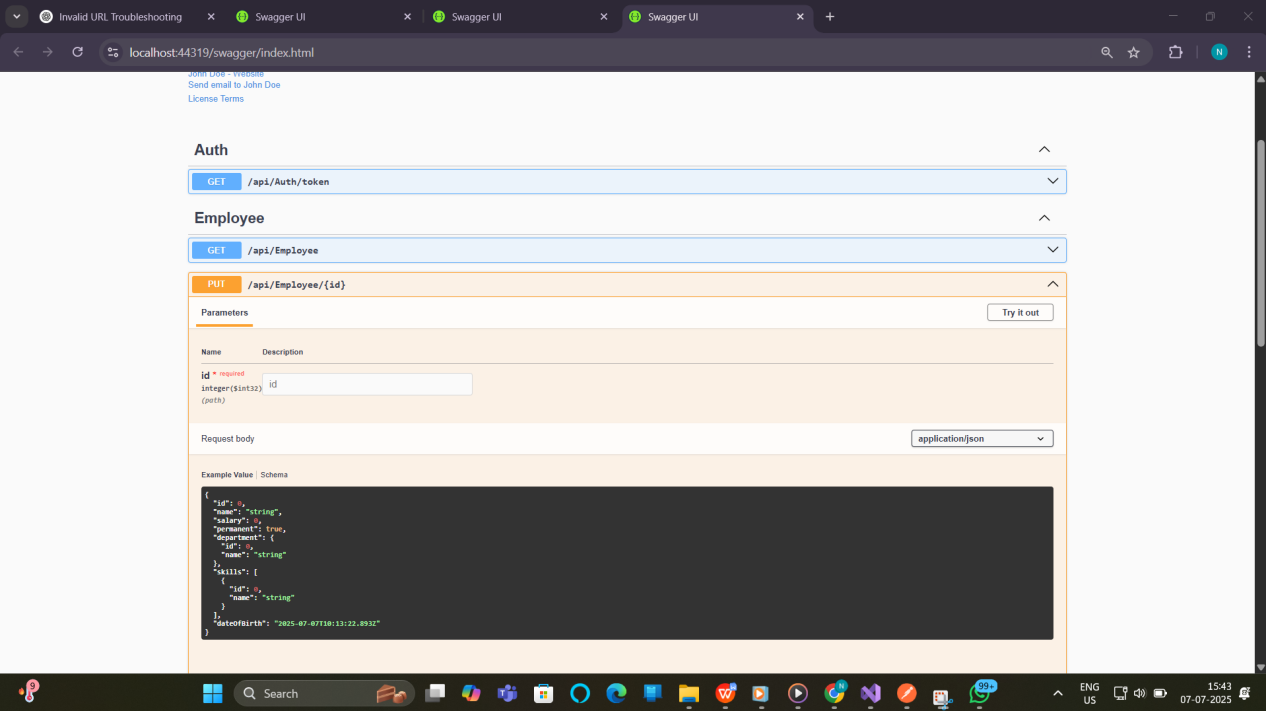 Invalid URL Troubleshooting
Swagger UI
Swagger UI
Swagger UI
localhost:44319/swagger/index.html
N
John Doe - Website
Send email to John Doe
License Terms
Auth
GET /api/Auth/token
Employee
GET /api/Employee
PUT /api/Employee/{id}
Parameters
Try it out
Name Description
id * required
integer($int32)
(path)
id
Request body
application/json
Example Value | Schema
{
"id": 0,
"name": "string",
"salary": 0,
"permanent": true,
"department": {
"id": 0,
"name": "string"
},
"skills": [
{
"id": 0,
"name": "string"
}
],
"dateOfBirth": "2025-07-07T10:13:22.893Z"
}
9
Search
N
99+
ENG
US
15:43
07-07-2025